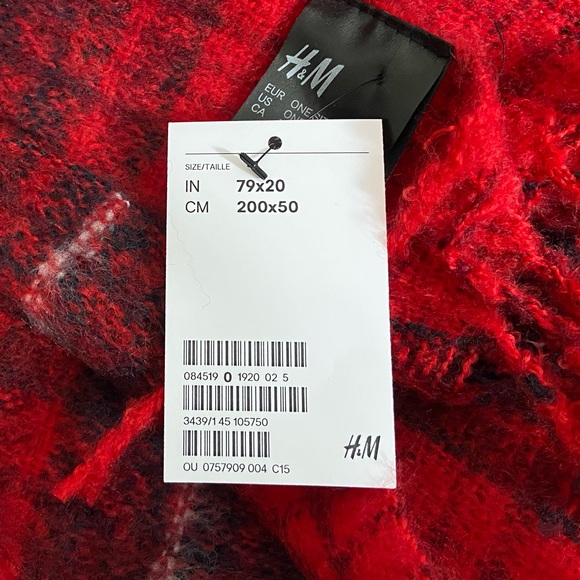 H&M
EUR ONE
US ON
CA
SIZE/TAILLE
IN 79x20
CM 200x50
084519 0 1920 02 5
3439/1 45 105750
H&M
OU 0757909 004 C15